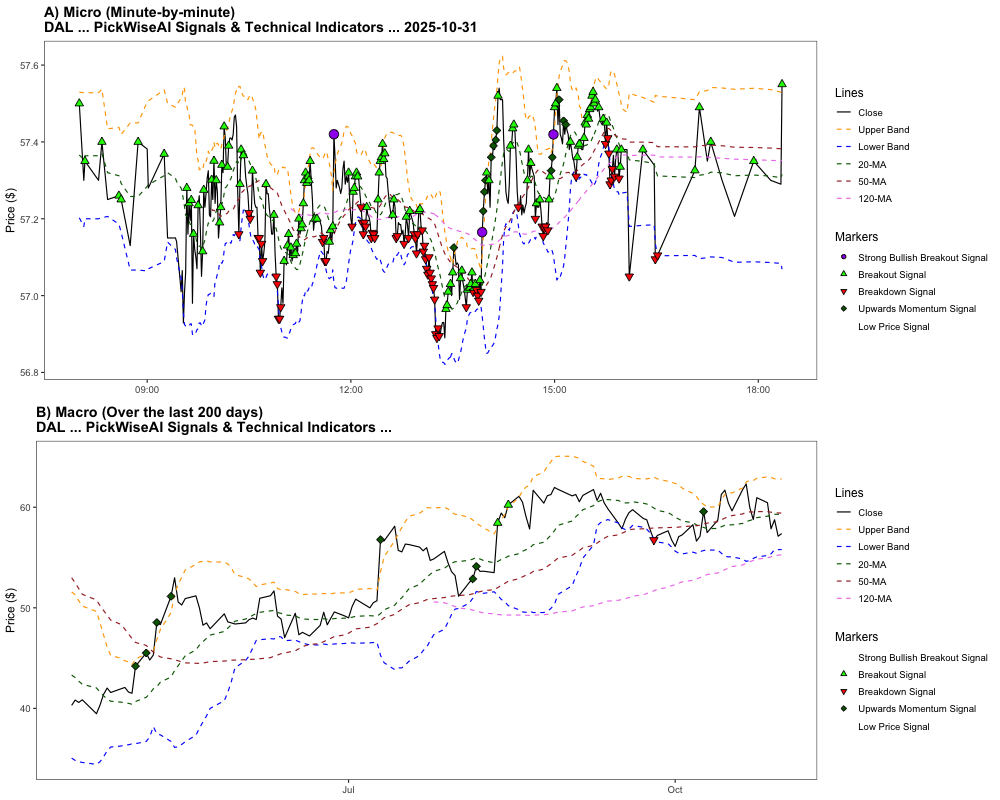 A) Micro (Minute-by-minute)
DAL ... PickWiseAI Signals & Technical Indicators ... 2025-10-31
Price ($)
57.6
57.4
57.2
57.0
56.8
09:00
12:00
15:00
18:00
Lines
Close
Upper Band
Lower Band
20-MA
50-MA
120-MA
Markers
Strong Bullish Breakout Signal
Breakout Signal
Breakdown Signal
Upwards Momentum Signal
Low Price Signal
B) Macro (Over the last 200 days)
DAL ... PickWiseAI Signals & Technical Indicators ...
Price ($)
60
50
40
Jul
Oct
Lines
Close
Upper Band
Lower Band
20-MA
50-MA
120-MA
Markers
Strong Bullish Breakout Signal
Breakout Signal
Breakdown Signal
Upwards Momentum Signal
Low Price Signal